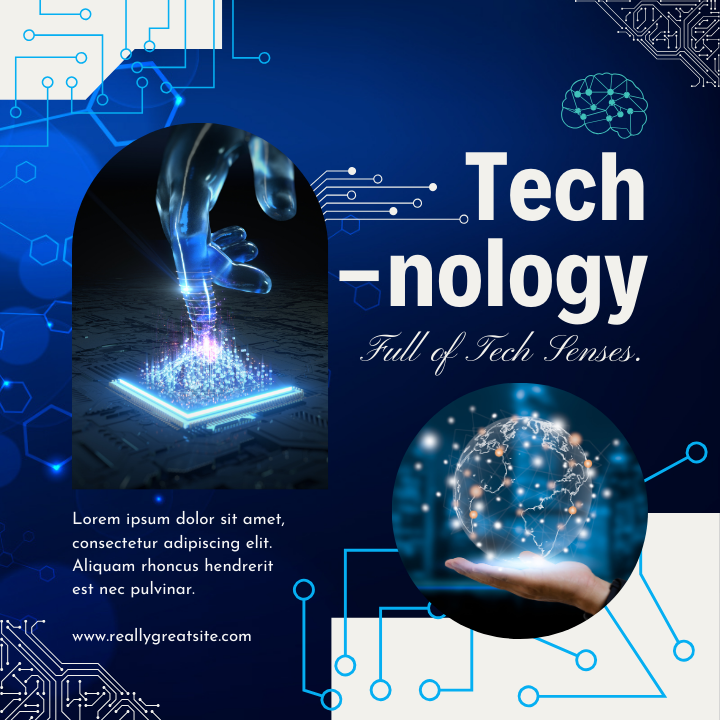 Tech
–nology
Full of Tech Senses.
Lorem ipsum dolor sit amet,
consectetur adipiscing elit.
Aliquam rhoncus hendrerit
est nec pulvinar.
www.reallygreatsite.com